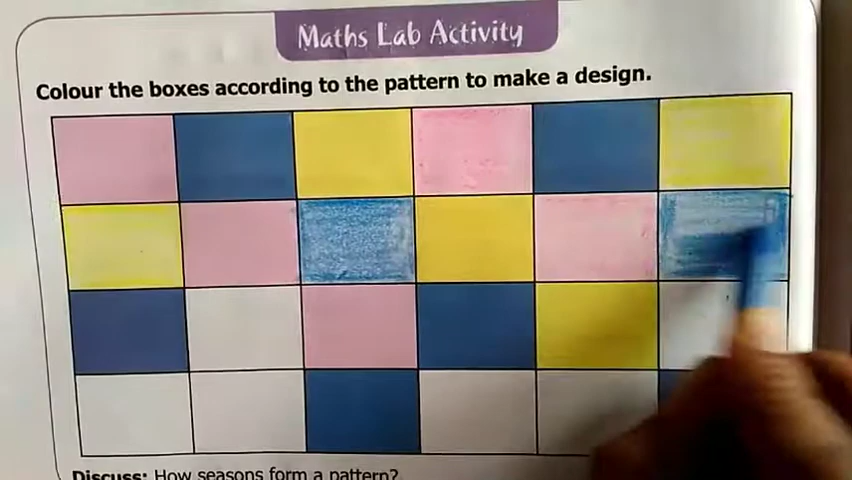 Maths Lab Activity
Colour the boxes according to the pattern to make a design.
Discuss: How seasons form a pattern?